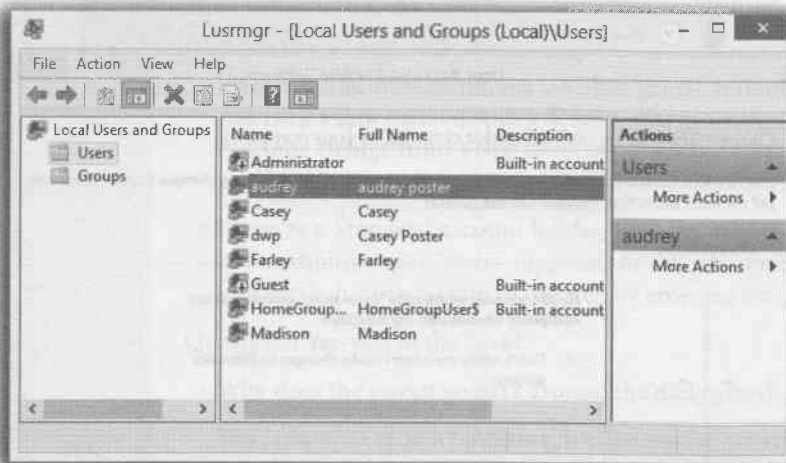 Lusrmgr - [Local Users and Groups (Local)\Users]
File Action View Help
Local Users and Groups
Users
Groups
Name Full Name Description
Administrator Built-in account
audrey audrey poster
Casey Casey
dwp Casey Poster
Farley Farley
Guest Built-in account
HomeGroup... HomeGroupUser$ Built-in account
Madison Madison
Actions
Users
More Actions
audrey
More Actions